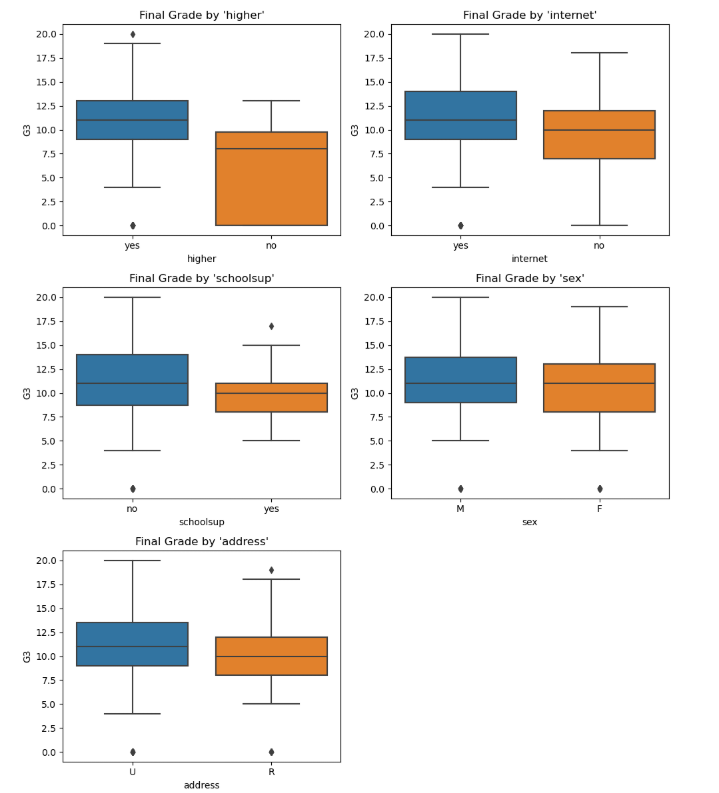 Final Grade by 'higher'
20.0
17.5
15.0
12.5
10.0
7.5
5.0
2.5
0.0
G3
yes
no
higher
Final Grade by 'internet'
20.0
17.5
15.0
12.5
10.0
7.5
5.0
2.5
0.0
G3
yes
no
internet
Final Grade by 'schoolsup'
20.0
17.5
15.0
12.5
10.0
7.5
5.0
2.5
0.0
G3
no
yes
schoolsup
Final Grade by 'sex'
20.0
17.5
15.0
12.5
10.0
7.5
5.0
2.5
0.0
G3
M
F
sex
Final Grade by 'address'
20.0
17.5
15.0
12.5
10.0
7.5
5.0
2.5
0.0
G3
U
R
address